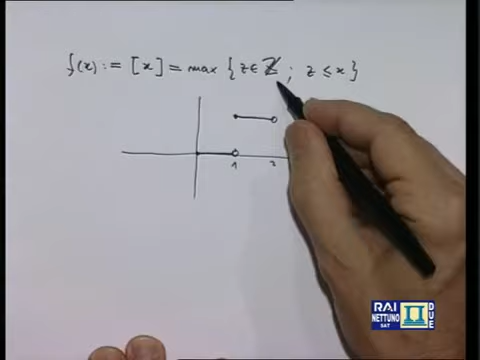 f(x) := [x] = max { z ∈ ℤ ; z ≤ x }
1 2
RAI
NETTUNO
SAT
DUE